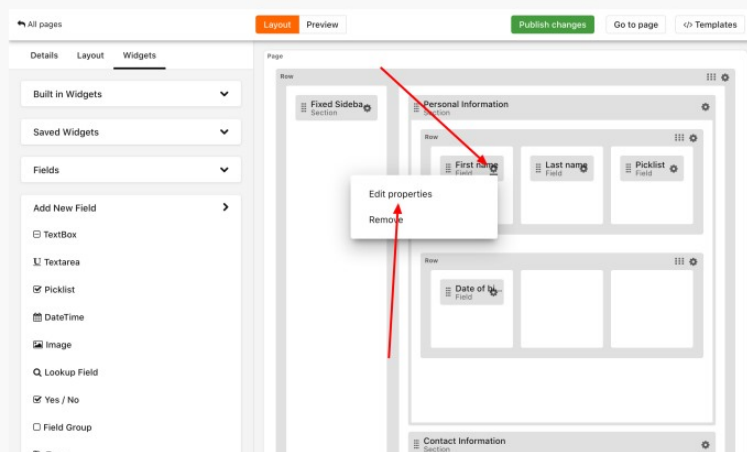 All pages
Layout
Preview
Publish changes
Go to page
</> Templates
Details
Layout
Widgets
Built in Widgets
Saved Widgets
Fields
Add New Field
TextBox
Textarea
Picklist
DateTime
Image
Lookup Field
Yes / No
Field Group
Page
Row
Fixed Sideba
Section
Personal Information
Section
Row
First name
Field
Last name
Field
Picklist
Field
Edit properties
Remove
Row
Date of bi...
Field
Contact Information
Section